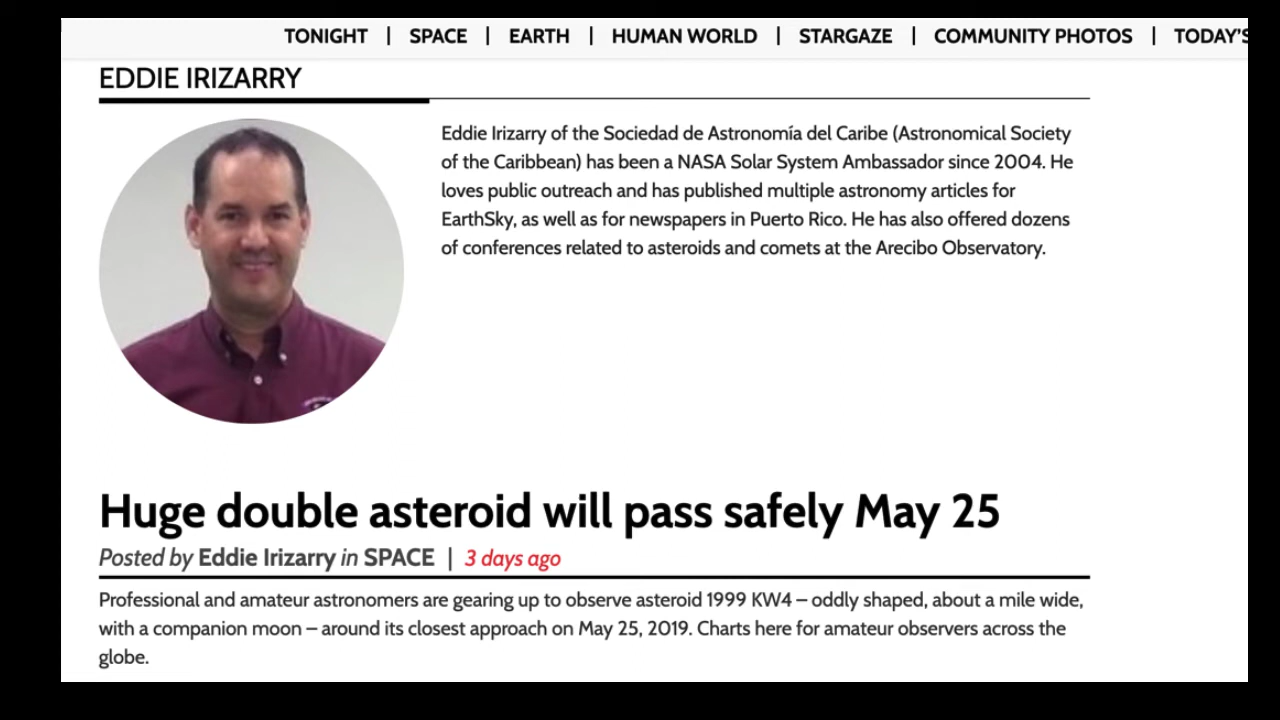 TONIGHT | SPACE | EARTH | HUMAN WORLD | STARGAZE | COMMUNITY PHOTOS | TODAY'S
EDDIE IRIZARRY
Eddie Irizarry of the Sociedad de Astronomía del Caribe (Astronomical Society
of the Caribbean) has been a NASA Solar System Ambassador since 2004. He
loves public outreach and has published multiple astronomy articles for
EarthSky, as well as for newspapers in Puerto Rico. He has also offered dozens
of conferences related to asteroids and comets at the Arecibo Observatory.
Huge double asteroid will pass safely May 25
Posted by Eddie Irizarry in SPACE | 3 days ago
Professional and amateur astronomers are gearing up to observe asteroid 1999 KW4 – oddly shaped, about a mile wide,
with a companion moon – around its closest approach on May 25, 2019. Charts here for amateur observers across the
globe.